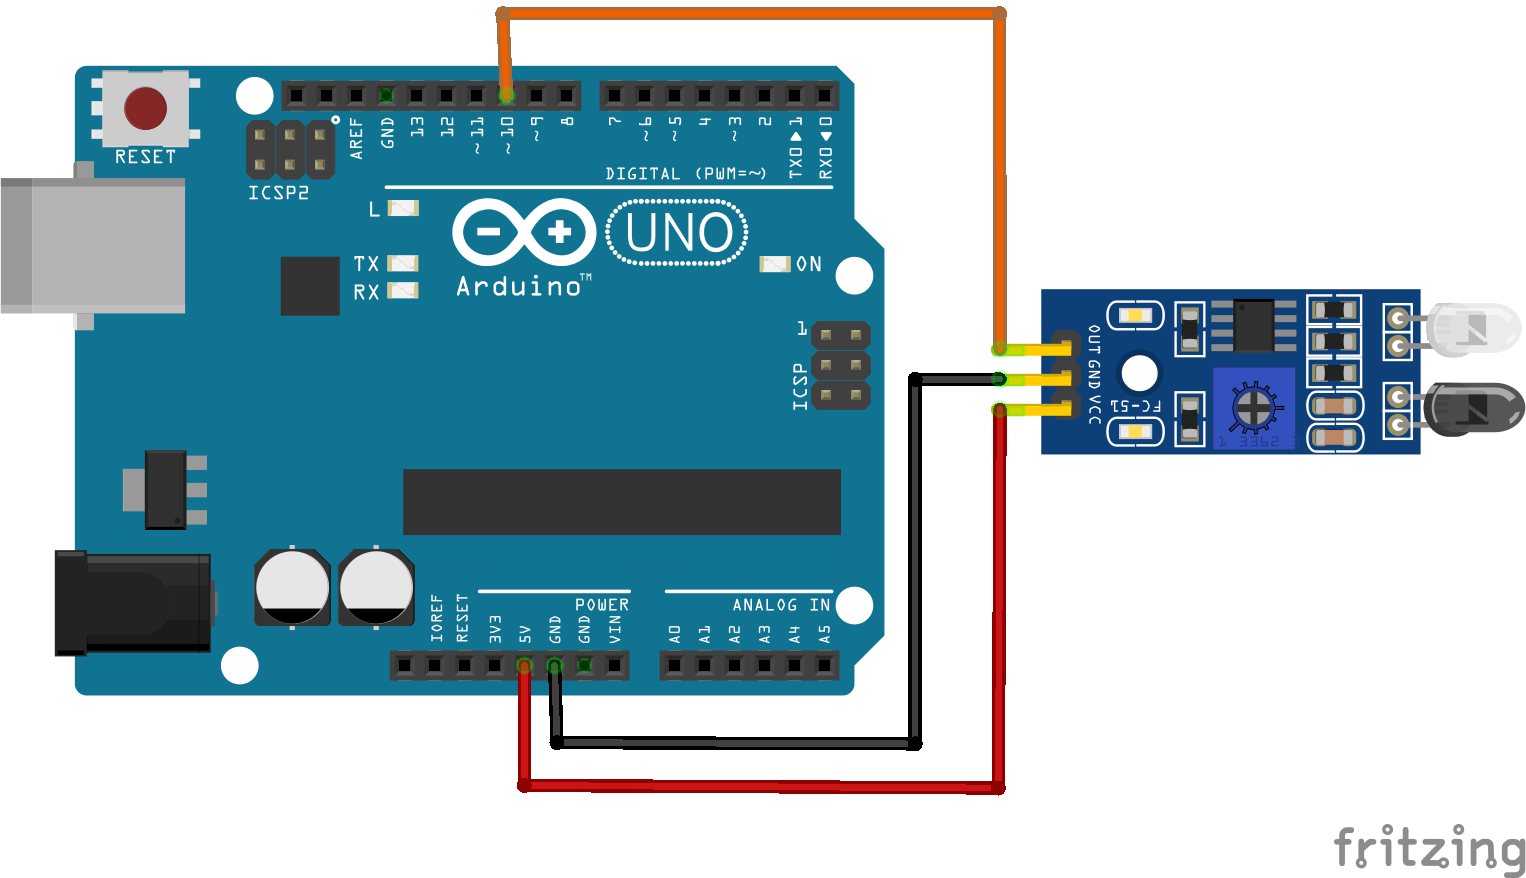 RESET
ICSP2
AREF
GND
13
12
~11
~10
~9
8
7
~6
~5
4
~3
2
TX0▶1
RX0◀0
DIGITAL (PWM=~)
L
TX
RX
Arduino™
UNO
ON
1
ICSP
OUT
GND
VCC
FC-51
1 3362
IOREF
RESET
3V3
5V
GND
GND
VIN
POWER
A0
A1
A2
A3
A4
A5
ANALOG IN
fritzing